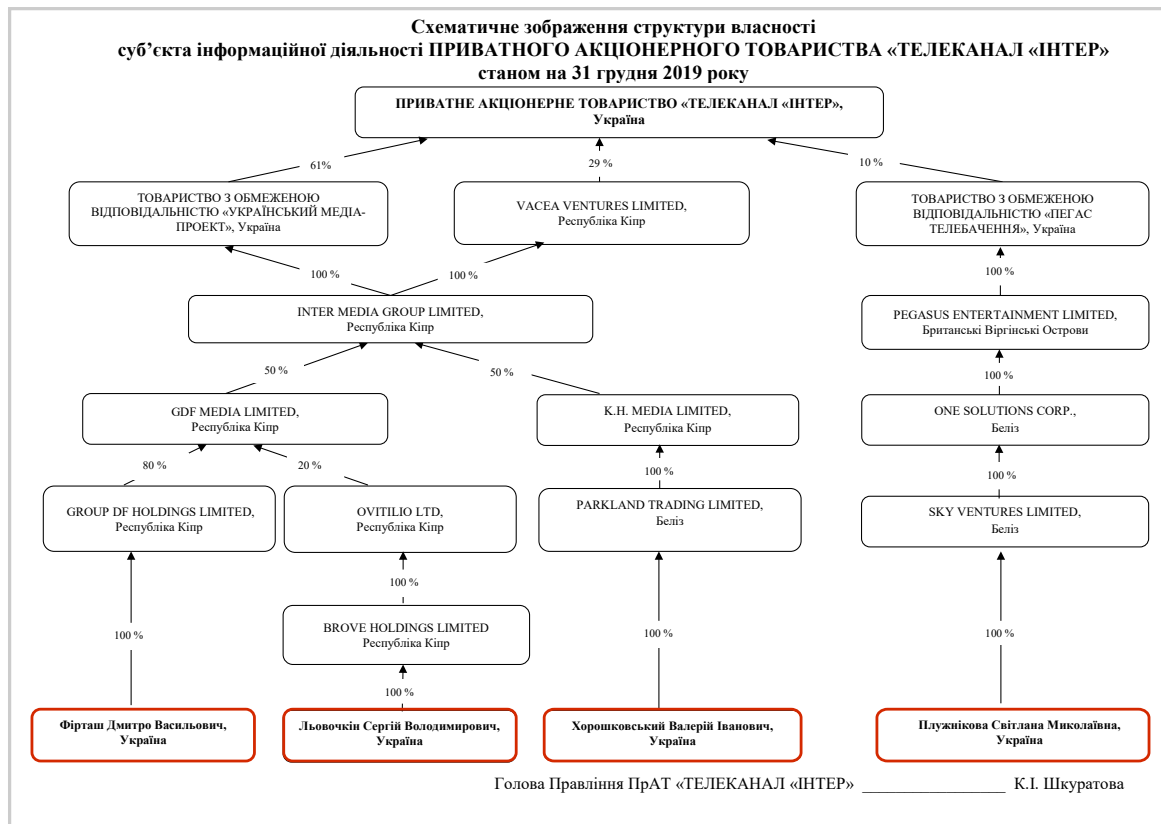 Схематичне зображення структури власності
суб’єкта інформаційної діяльності ПРИВАТНОГО АКЦІОНЕРНОГО ТОВАРИСТВА «ТЕЛЕКАНАЛ «ІНТЕР»
станом на 31 грудня 2019 року
ПРИВАТНЕ АКЦІОНЕРНЕ ТОВАРИСТВО «ТЕЛЕКАНАЛ «ІНТЕР»,
Україна
61%
29 %
10 %
ТОВАРИСТВО З ОБМЕЖЕНОЮ
ВІДПОВІДАЛЬНІСТЮ «УКРАЇНСЬКИЙ МЕДІА-
ПРОЕКТ», Україна
VACEA VENTURES LIMITED,
Республіка Кіпр
ТОВАРИСТВО З ОБМЕЖЕНОЮ
ВІДПОВІДАЛЬНІСТЮ «ПЕГАС
ТЕЛЕБАЧЕННЯ», Україна
100 %
100 %
100 %
INTER MEDIA GROUP LIMITED,
Республіка Кіпр
PEGASUS ENTERTAINMENT LIMITED,
Британські Віргінські Острови
50 %
50 %
100 %
GDF MEDIA LIMITED,
Республіка Кіпр
K.H. MEDIA LIMITED,
Республіка Кіпр
ONE SOLUTIONS CORP.,
Беліз
80 %
20 %
100 %
100 %
GROUP DF HOLDINGS LIMITED,
Республіка Кіпр
OVITILIO LTD,
Республіка Кіпр
PARKLAND TRADING LIMITED,
Беліз
SKY VENTURES LIMITED,
Беліз
100 %
BROVE HOLDINGS LIMITED
Республіка Кіпр
100 %
100 %
100 %
100 %
Фірташ Дмитро Васильович,
Україна
Льовочкін Сергій Володимирович,
Україна
Хорошковський Валерій Іванович,
Україна
Плужнікова Світлана Миколаївна,
Україна
Голова Правління ПрАТ «ТЕЛЕКАНАЛ «ІНТЕР» __________________ К.І. Шкуратова